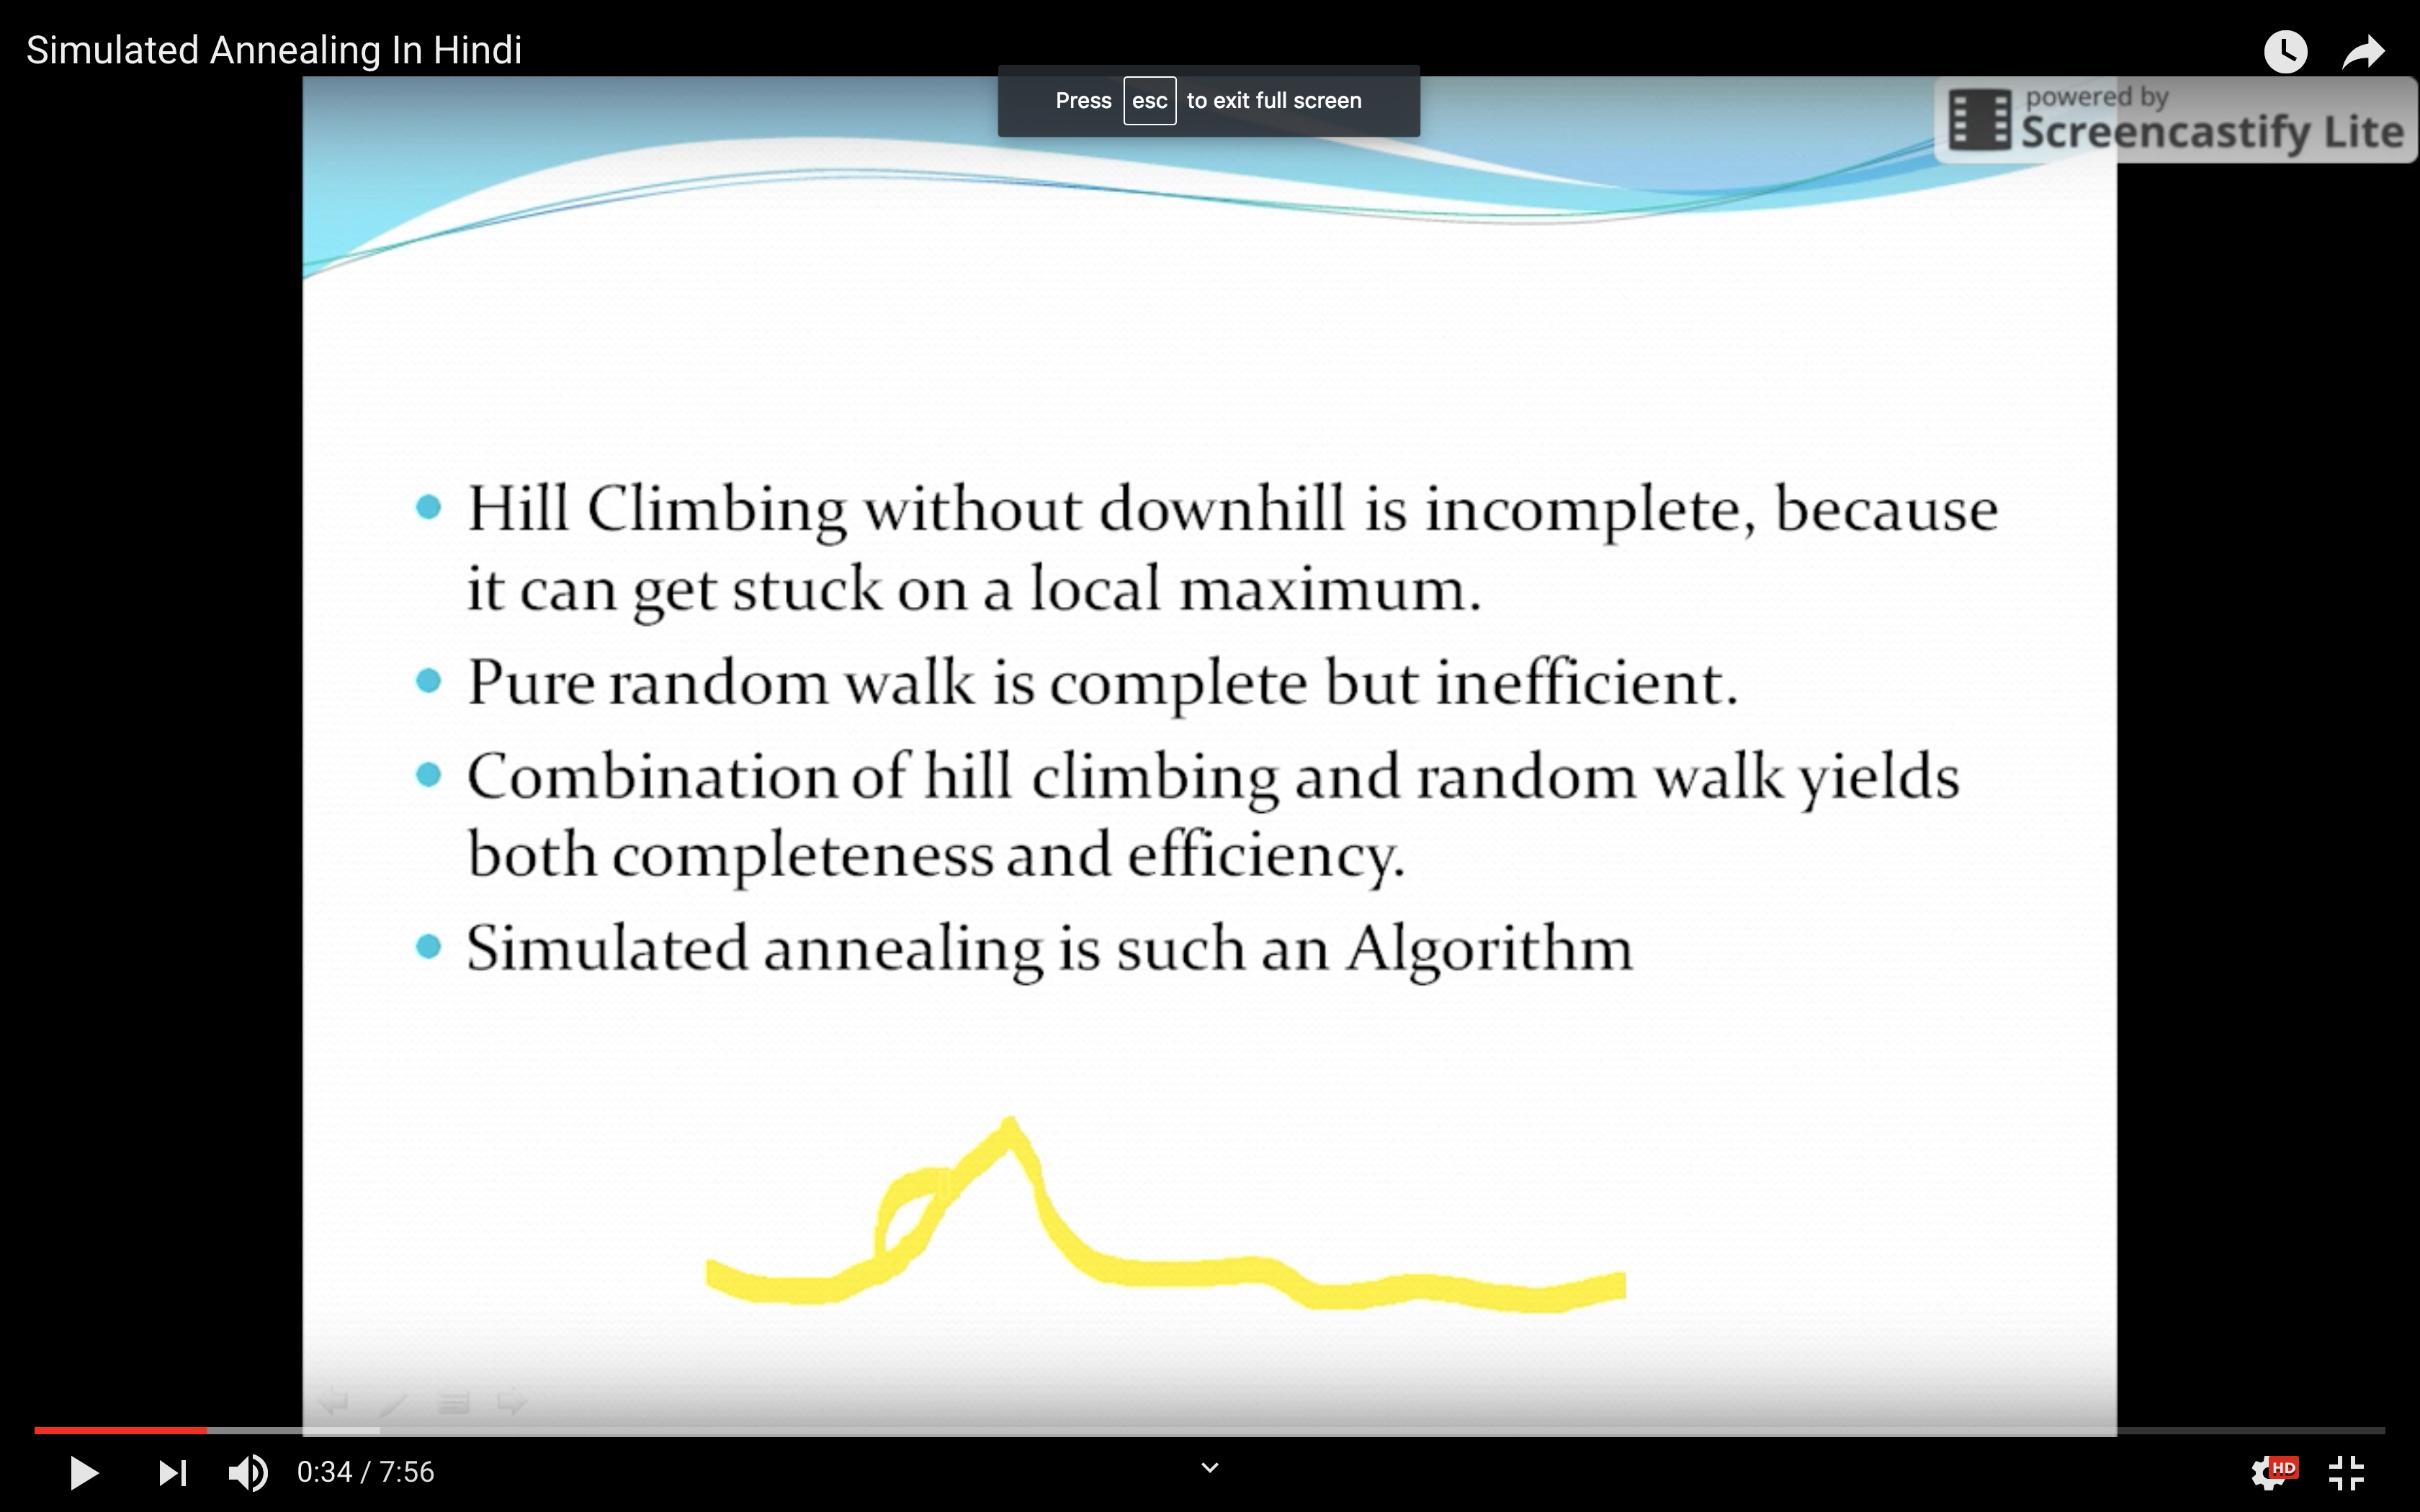 Simulated Annealing In Hindi
Press esc to exit full screen
powered by
Screencastify Lite
Hill Climbing without downhill is incomplete, because
it can get stuck on a local maximum.
Pure random walk is complete but inefficient.
Combination of hill climbing and random walk yields
both completeness and efficiency.
Simulated annealing is such an Algorithm
0:34 / 7:56
HD